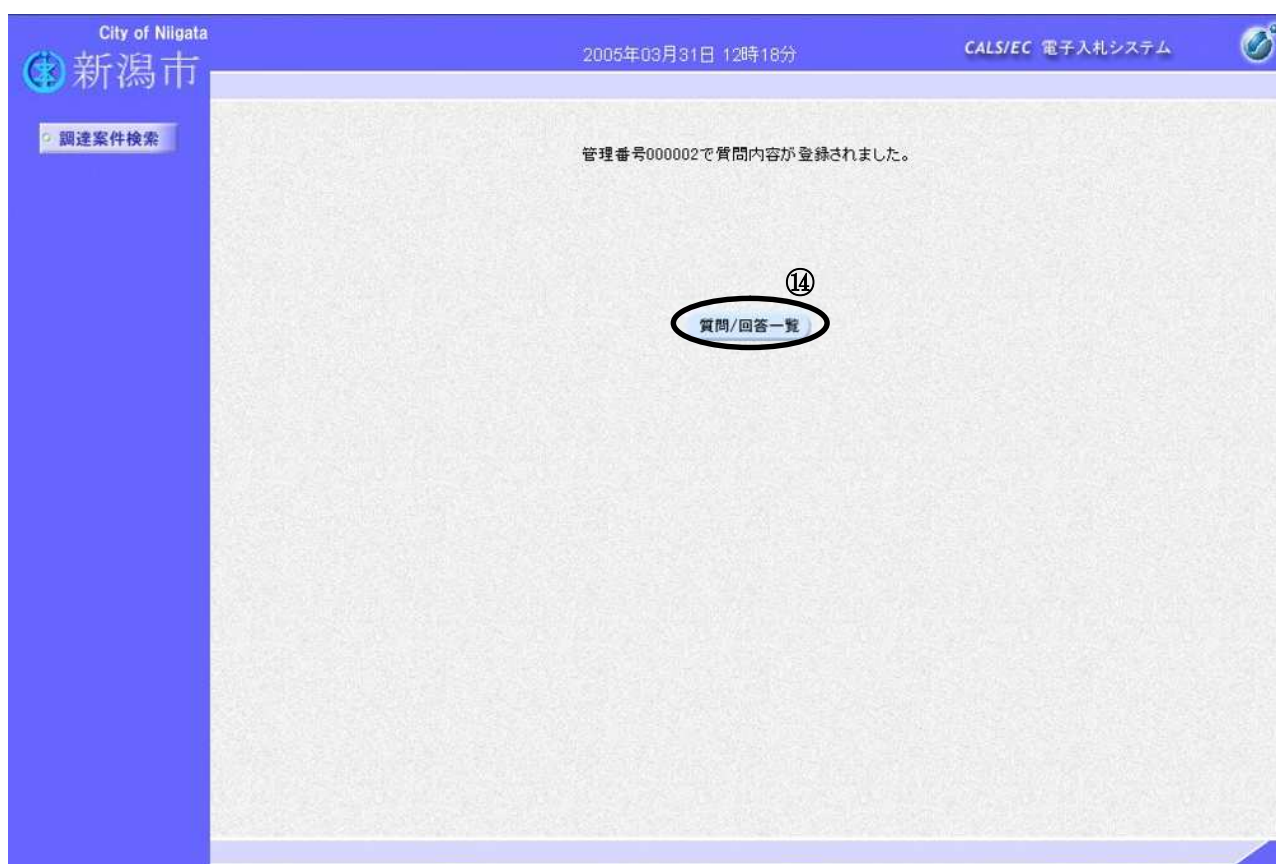 City of Niigata
新潟市
2005年03月31日 12時18分
CALS/EC 電子入札システム
調達案件検索
管理番号000002で質問内容が登録されました。
⑭
質問/回答一覧